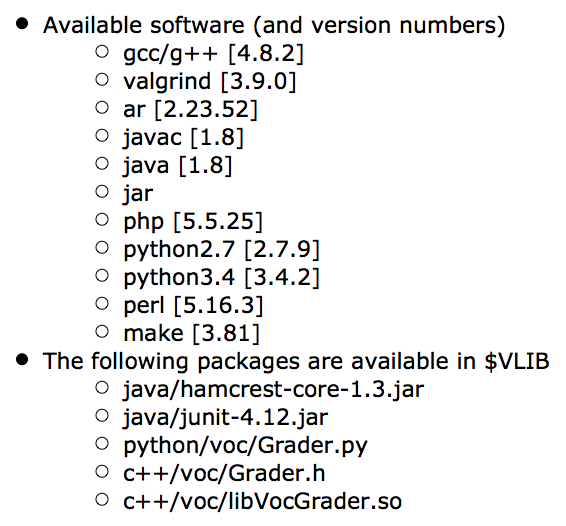 ● Available software (and version numbers)
○ gcc/g++ [4.8.2]
○ valgrind [3.9.0]
○ ar [2.23.52]
○ javac [1.8]
○ java [1.8]
○ jar
○ php [5.5.25]
○ python2.7 [2.7.9]
○ python3.4 [3.4.2]
○ perl [5.16.3]
○ make [3.81]
● The following packages are available in $VLIB
○ java/hamcrest-core-1.3.jar
○ java/junit-4.12.jar
○ python/voc/Grader.py
○ c++/voc/Grader.h
○ c++/voc/libVocGrader.so